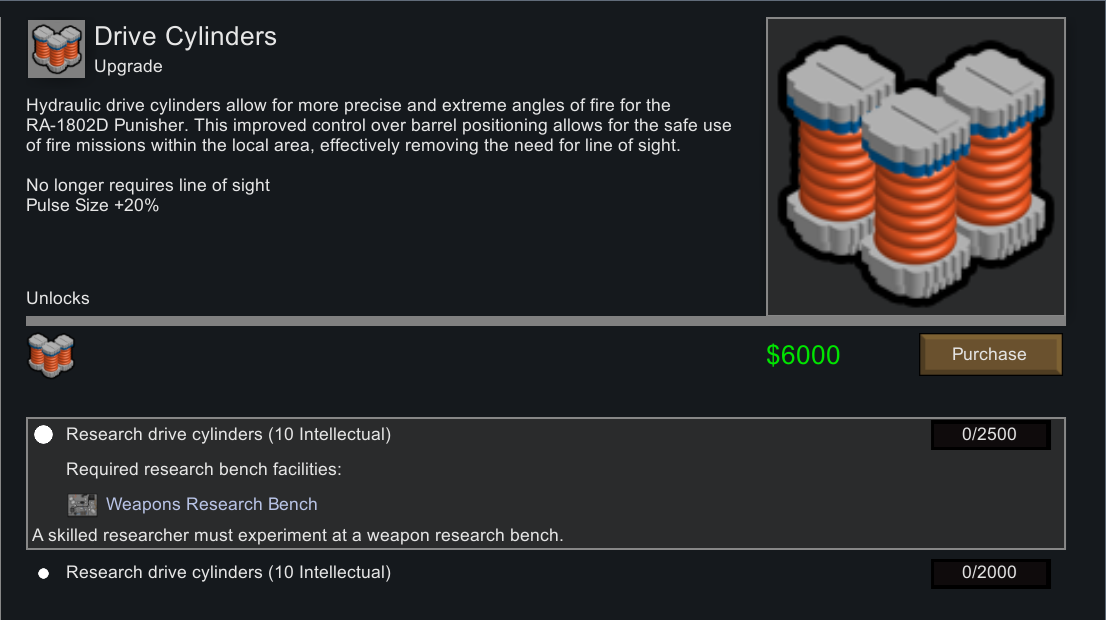 Drive Cylinders
Upgrade
Hydraulic drive cylinders allow for more precise and extreme angles of fire for the
RA-1802D Punisher. This improved control over barrel positioning allows for the safe use
of fire missions within the local area, effectively removing the need for line of sight.
No longer requires line of sight
Pulse Size +20%
Unlocks
$6000
Purchase
Research drive cylinders (10 Intellectual)
0/2500
Required research bench facilities:
Weapons Research Bench
A skilled researcher must experiment at a weapon research bench.
Research drive cylinders (10 Intellectual)
0/2000